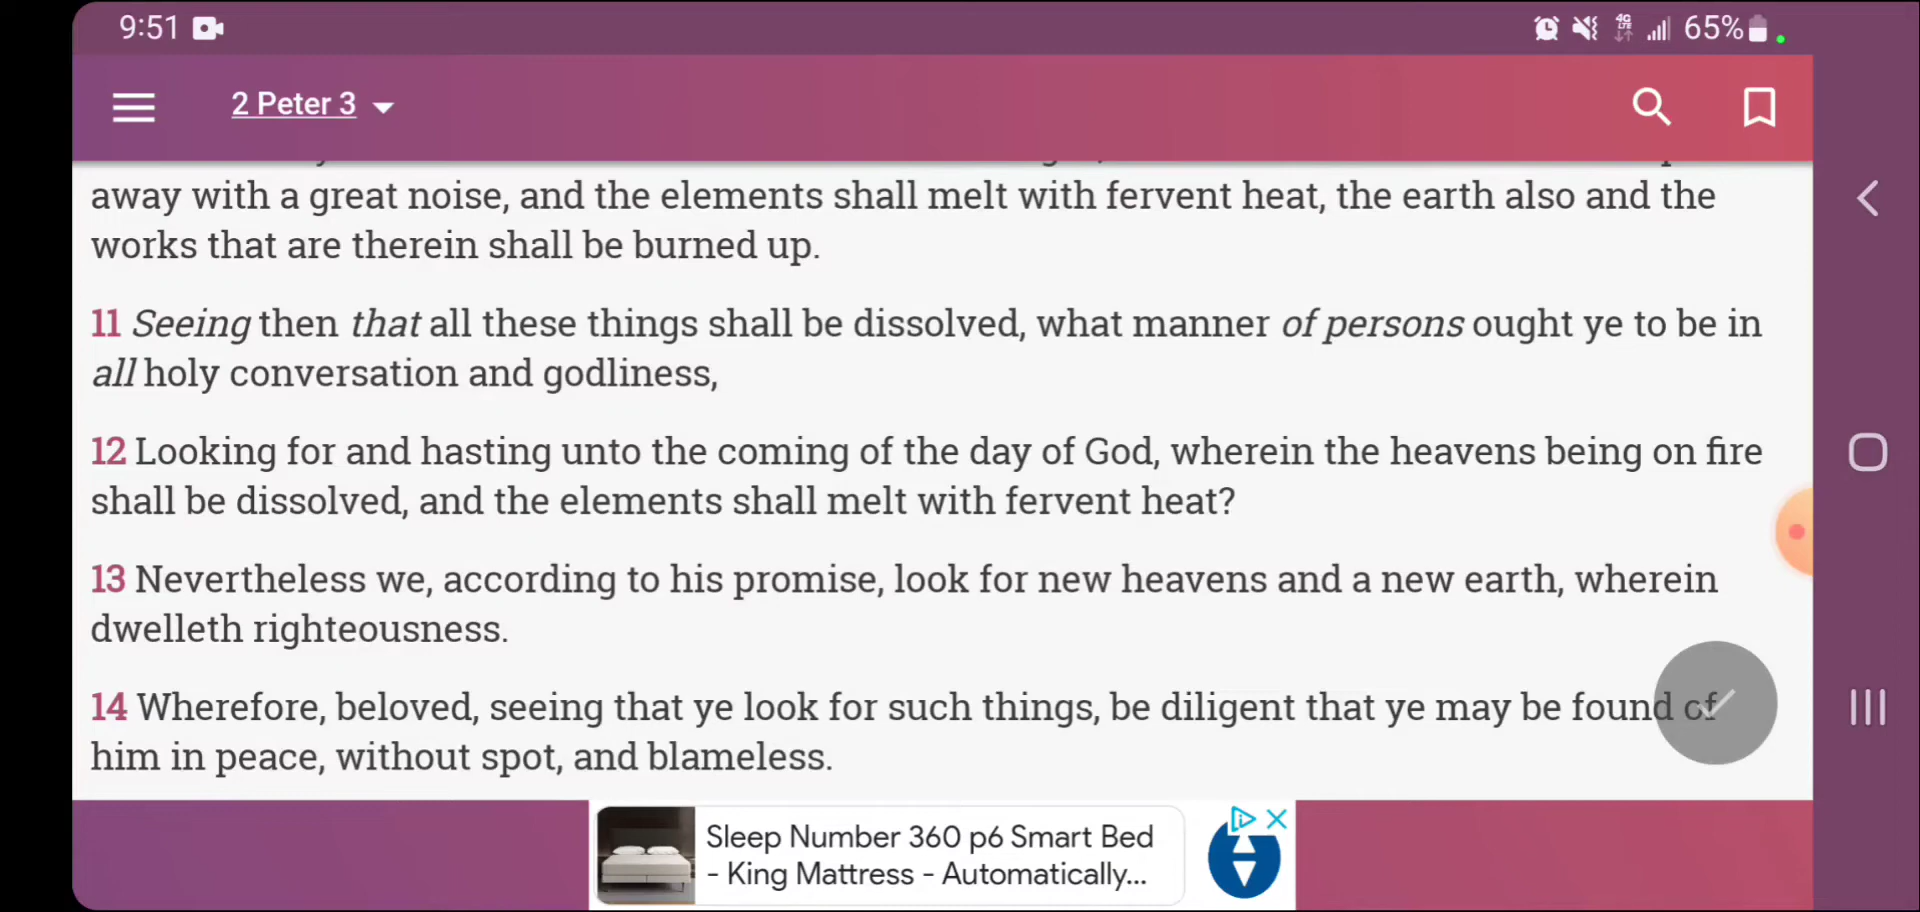 9:51
4G LTE 65%
2 Peter 3
away with a great noise, and the elements shall melt with fervent heat, the earth also and the
works that are therein shall be burned up.
11 Seeing then that all these things shall be dissolved, what manner of persons ought ye to be in
all holy conversation and godliness,
12 Looking for and hasting unto the coming of the day of God, wherein the heavens being on fire
shall be dissolved, and the elements shall melt with fervent heat?
13 Nevertheless we, according to his promise, look for new heavens and a new earth, wherein
dwelleth righteousness.
14 Wherefore, beloved, seeing that ye look for such things, be diligent that ye may be found of
him in peace, without spot, and blameless.
Sleep Number 360 p6 Smart Bed
- King Mattress - Automatically...